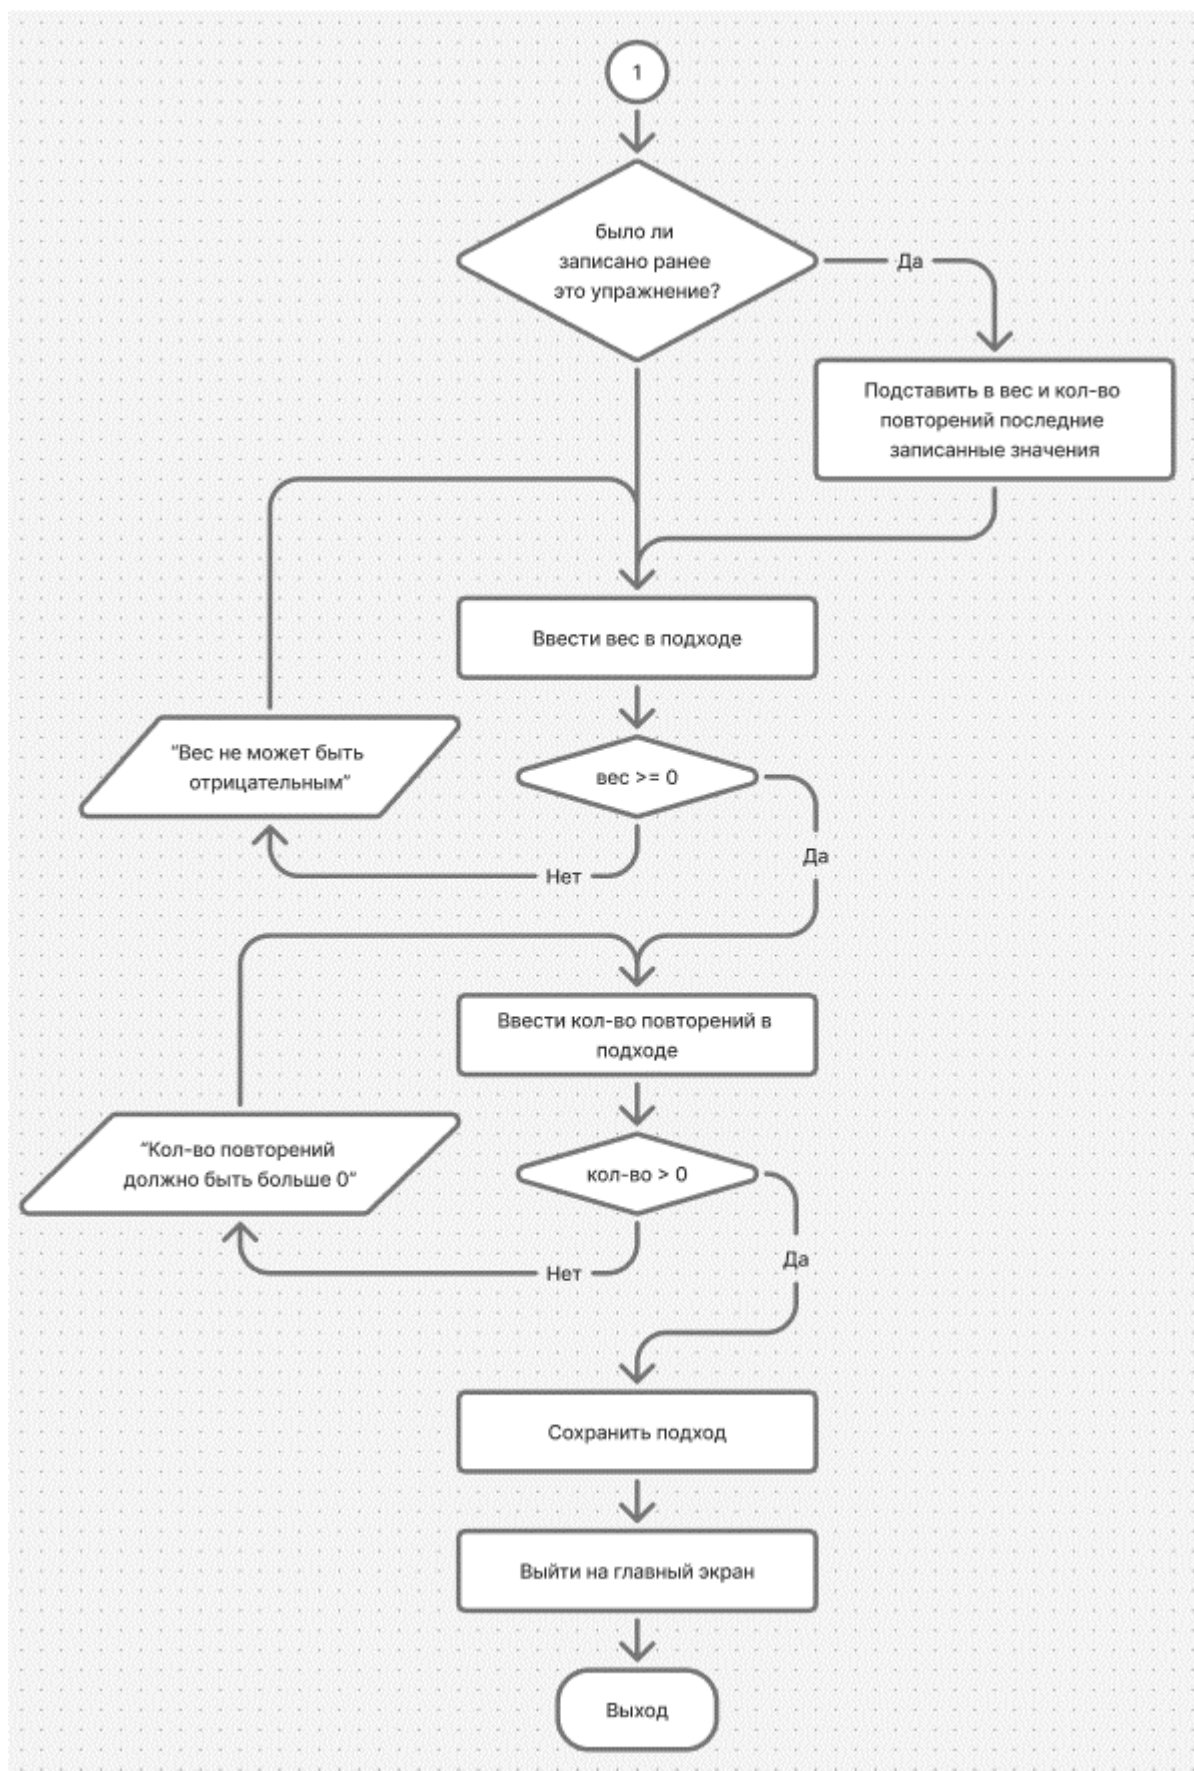 1
было ли
записано ранее
это упражнение?
Да
Подставить в вес и кол-во
повторений последние
записанные значения
Ввести вес в подходе
“Вес не может быть
отрицательным”
вес >= 0
Да
Нет
Ввести кол-во повторений в
подходе
“Кол-во повторений
должно быть больше 0”
кол-во > 0
Да
Нет
Сохранить подход
Выйти на главный экран
Выход